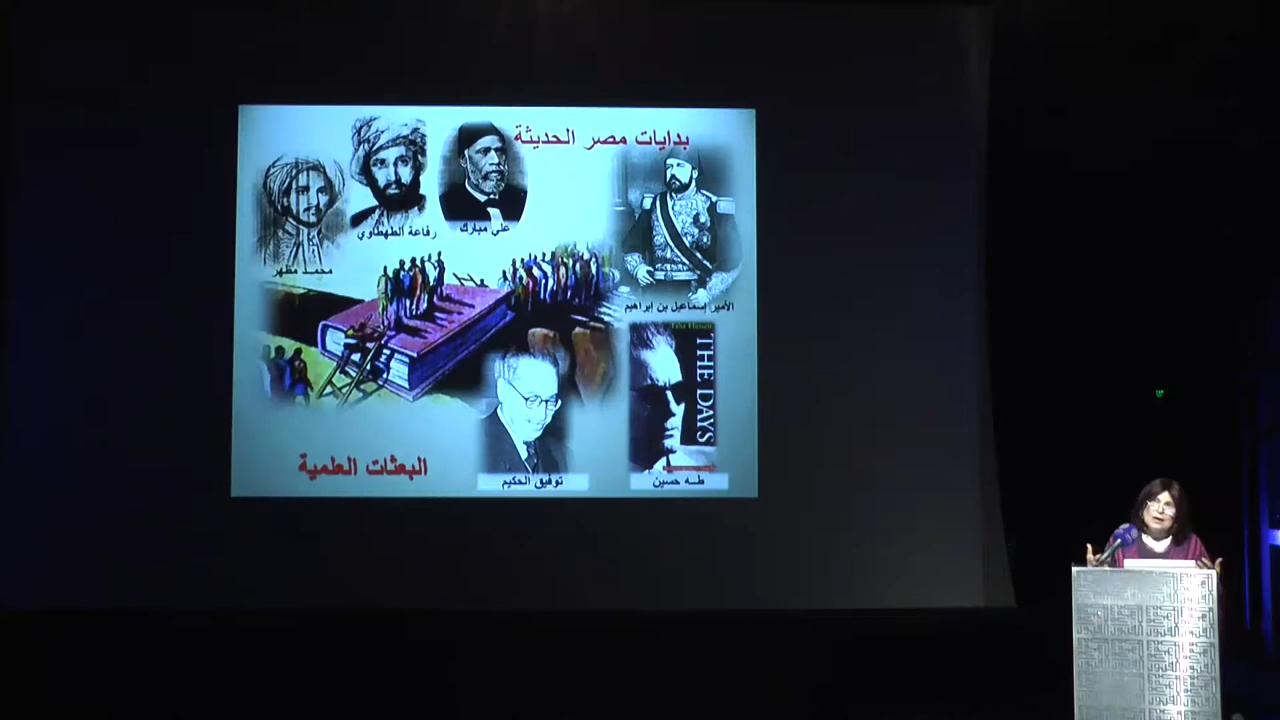 بدايات مصر الحديثة
علي مبارك
رفاعة الطهطاوي
محمد مظهر
الأمير إسماعيل بن إبراهيم
Taha Hussein
THE DAYS
البعثات العلمية
توفيق الحكيم
طه حسين